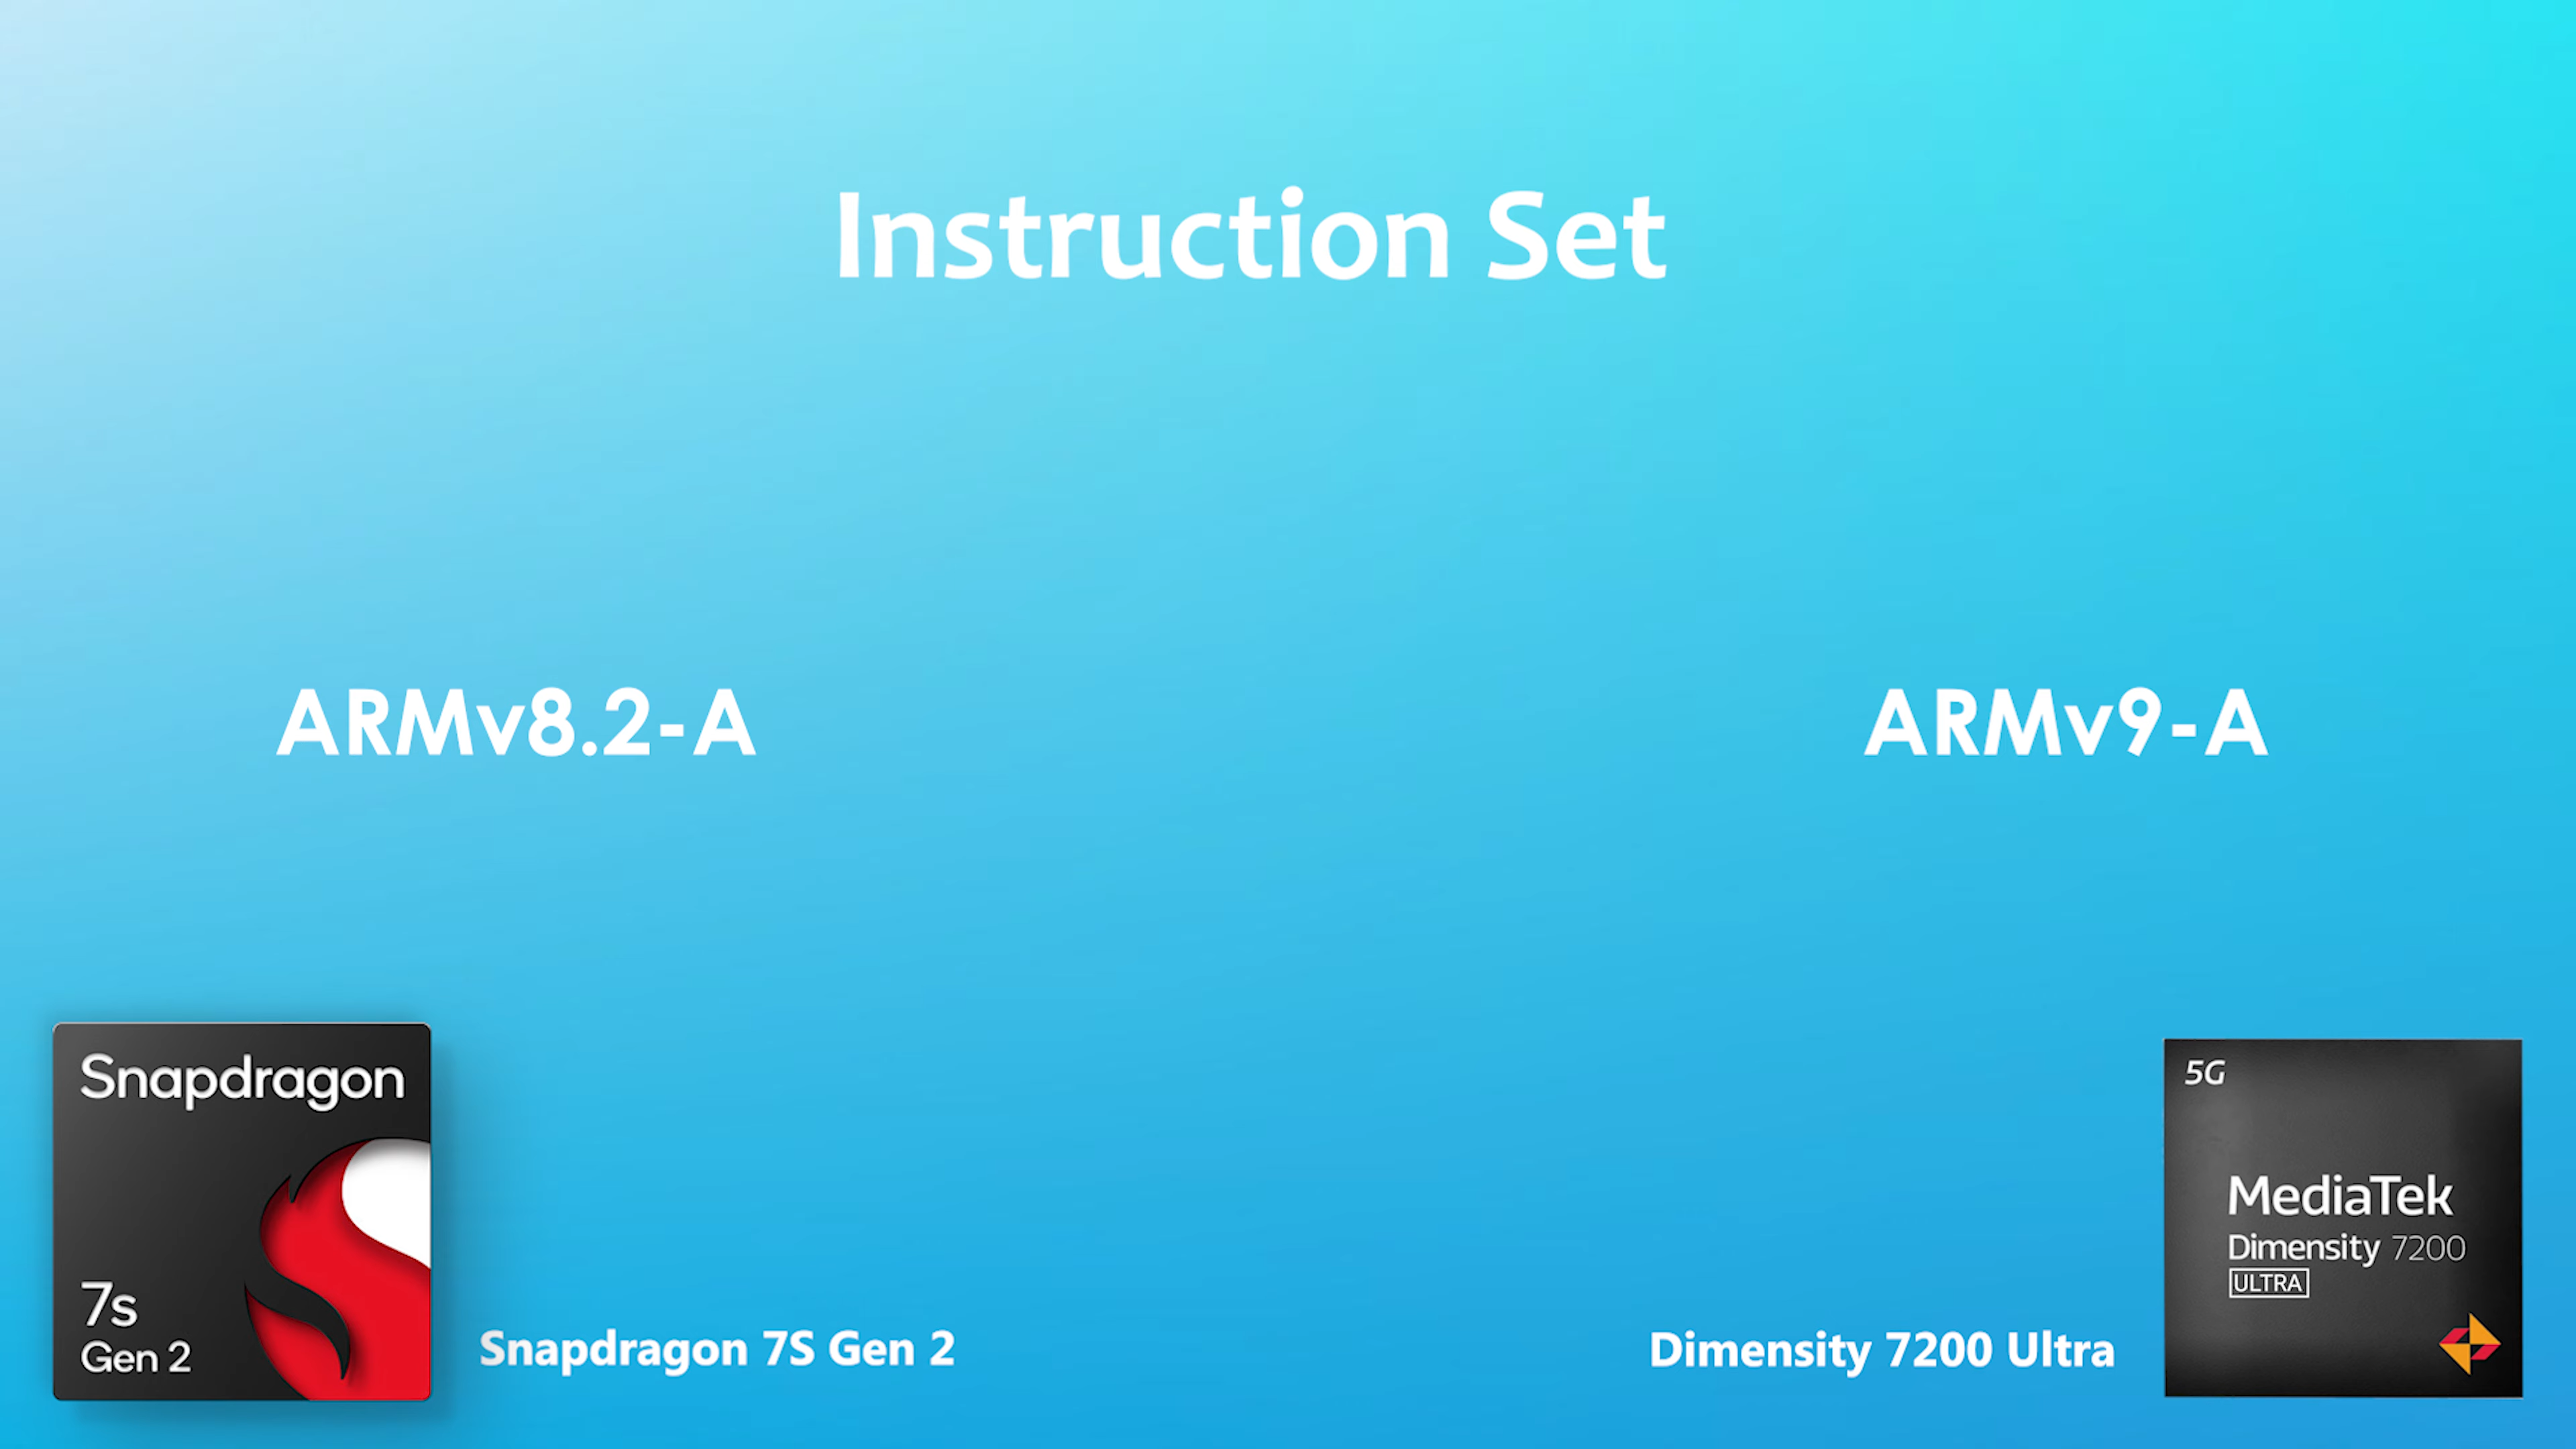 Instruction Set
ARMv8.2-A
ARMv9-A
Snapdragon
7s
Gen 2
Snapdragon 7S Gen 2
Dimensity 7200 Ultra
5G
MediaTek
Dimensity 7200
ULTRA